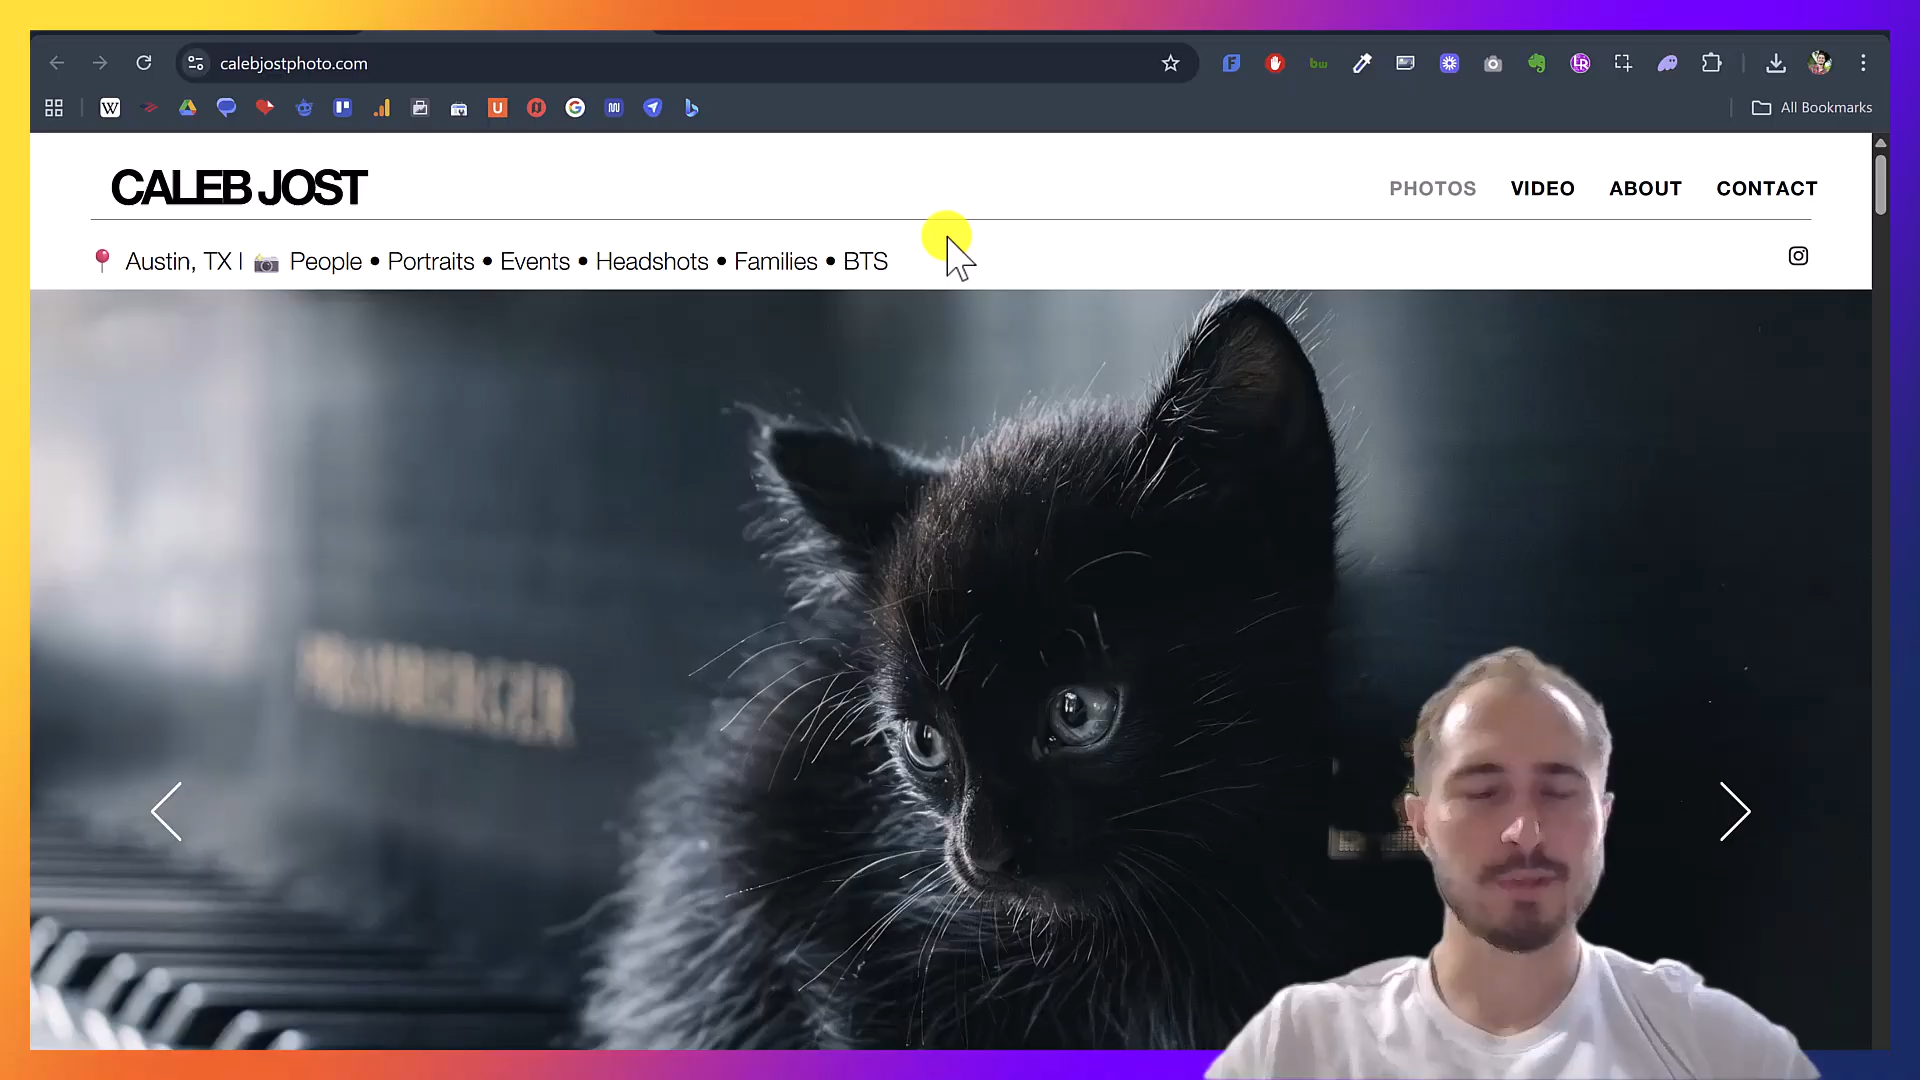 calebjostphoto.com
All Bookmarks
CALEB JOST
PHOTOS VIDEO ABOUT CONTACT
Austin, TX | People • Portraits • Events • Headshots • Families • BTS